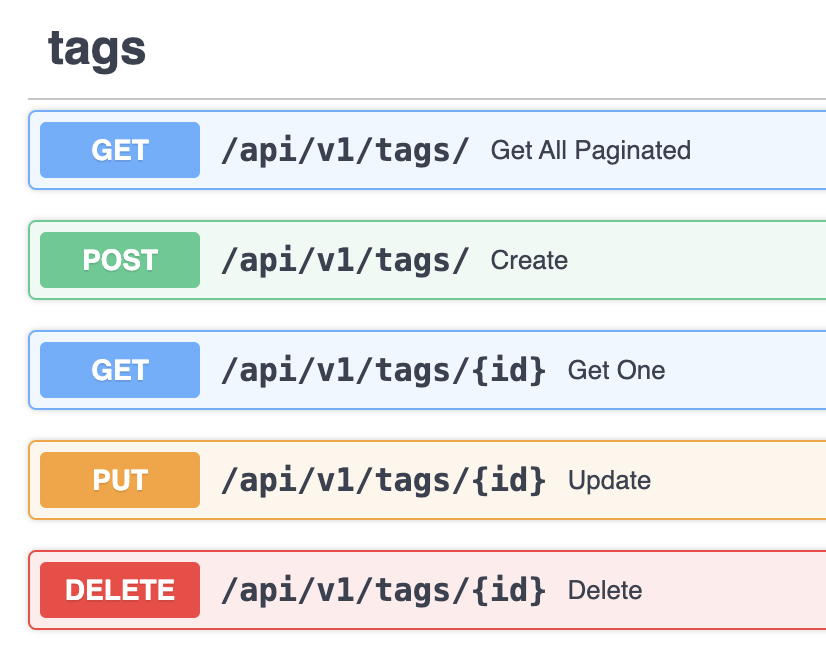 tags
GET /api/v1/tags/ Get All Paginated
POST /api/v1/tags/ Create
GET /api/v1/tags/{id} Get One
PUT /api/v1/tags/{id} Update
DELETE /api/v1/tags/{id} Delete